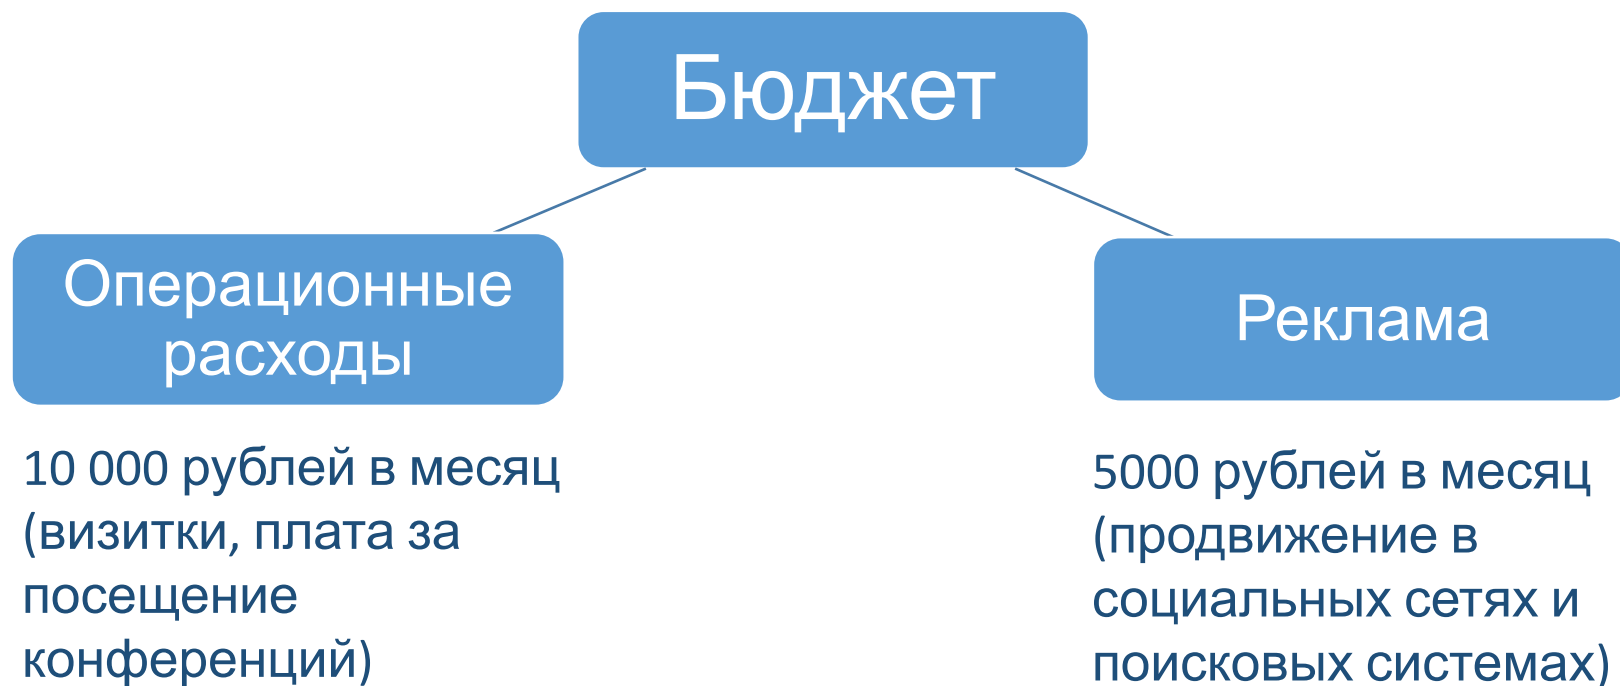 Бюджет
Операционные
расходы
Реклама
10 000 рублей в месяц
(визитки, плата за
посещение
конференций)
5000 рублей в месяц
(продвижение в
социальных сетях и
поисковых системах)